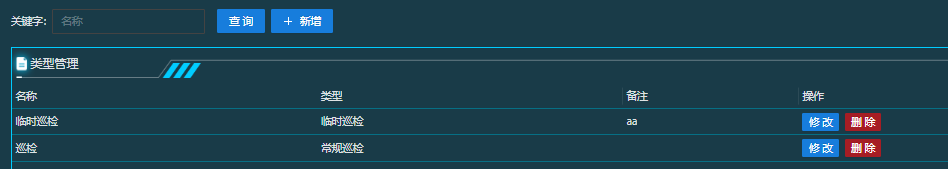 关键字: 名称 查 询 + 新增
类型管理
名称 类型 备注 操作
临时巡检 临时巡检 aa 修 改 删 除
巡检 常规巡检 修 改 删 除